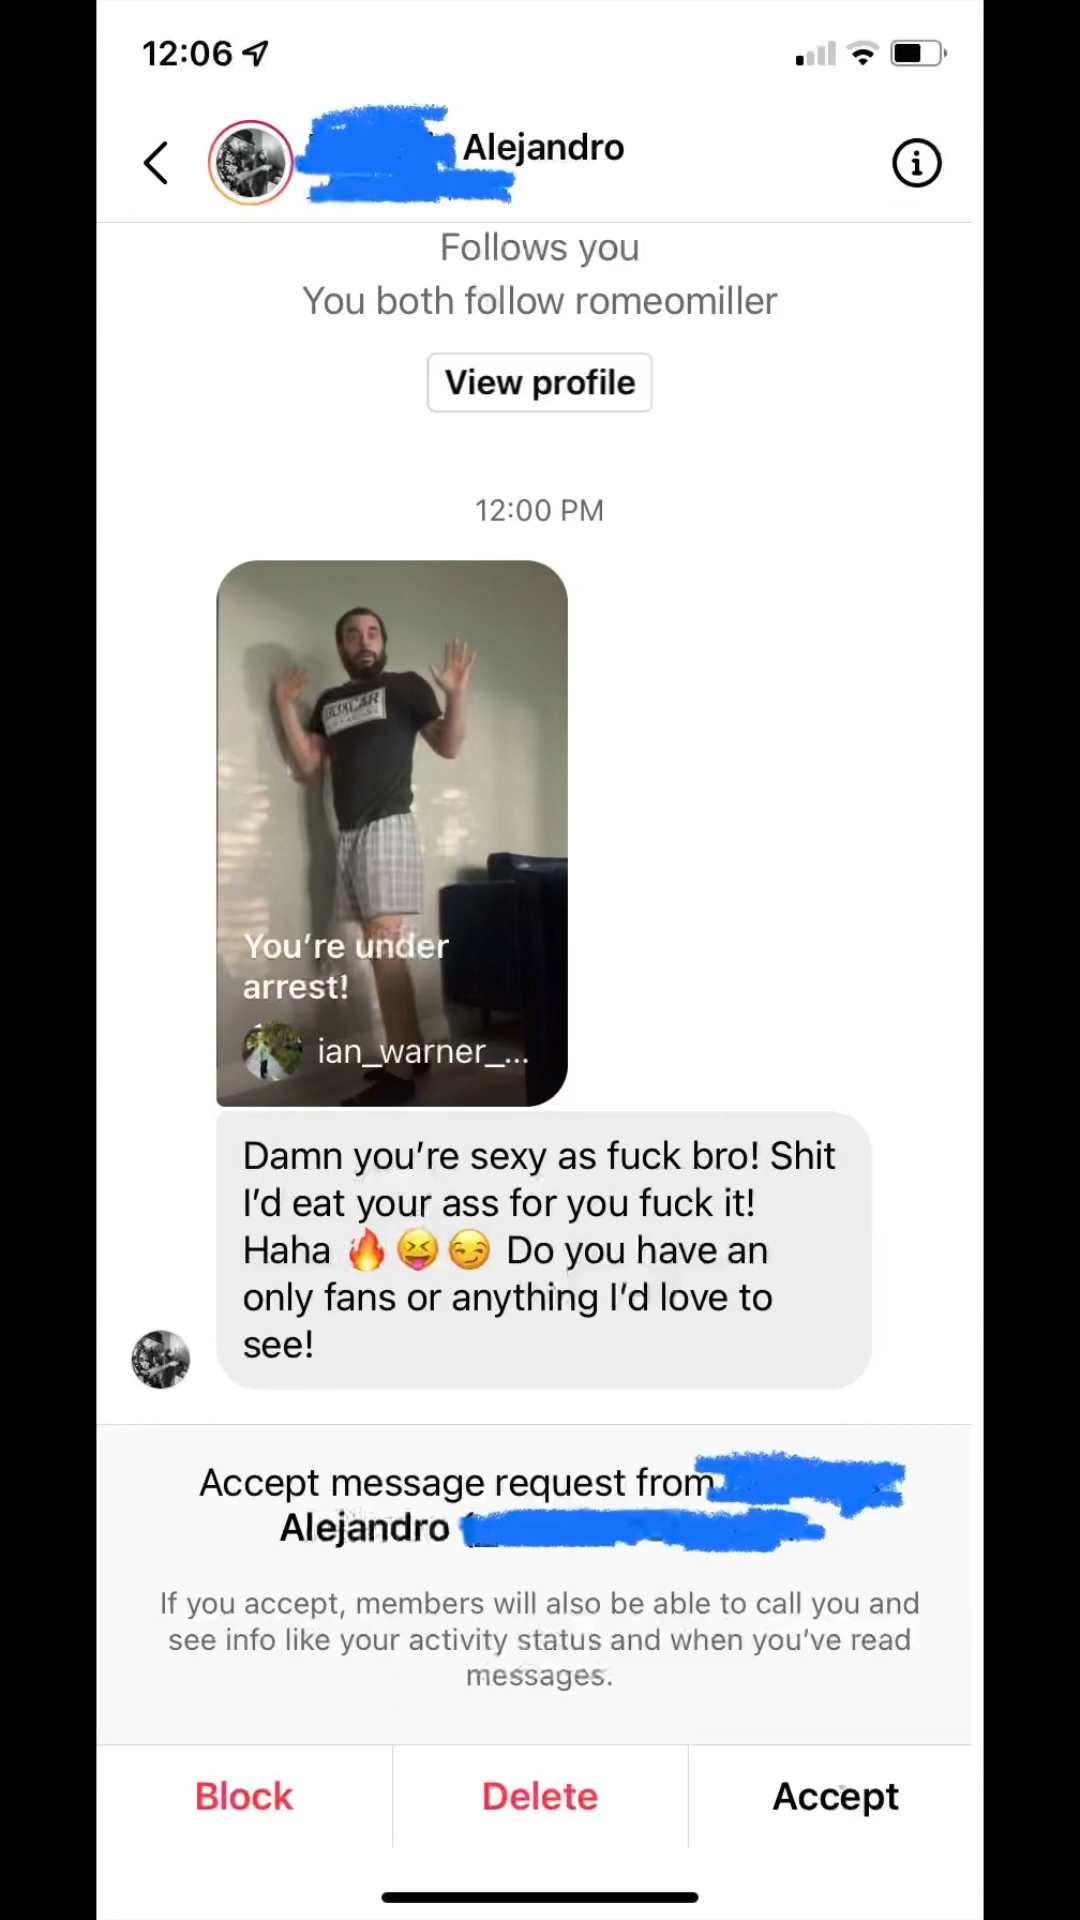 12:06
Alejandro
Follows you
You both follow romeomiller
View profile
12:00 PM
BOXCAR
You're under
arrest!
ian_warner_...
Damn you're sexy as fuck bro! Shit
I'd eat your ass for you fuck it!
Haha 🔥 😝 😏 Do you have an
only fans or anything I'd love to
see!
Accept message request from
Alejandro (
If you accept, members will also be able to call you and
see info like your activity status and when you've read
messages.
Block Delete Accept